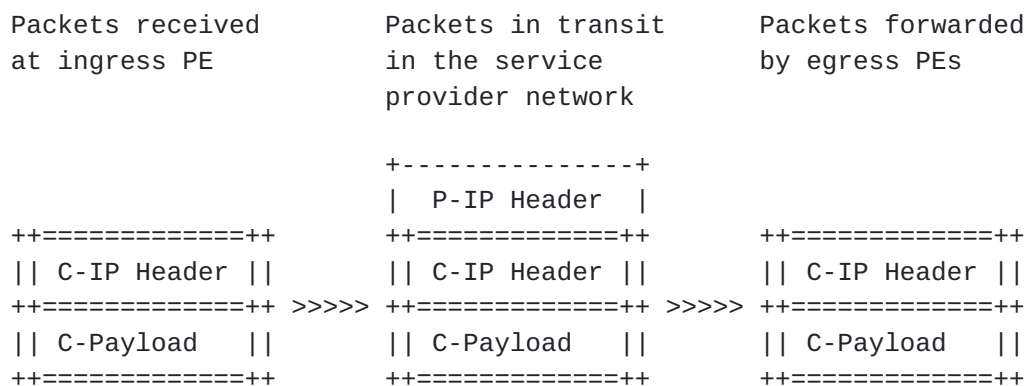 Packets received        Packets in transit      Packets forwarded
at ingress PE           in the service          by egress PEs
                        provider network

                        +---------------+
                        |  P-IP Header  |
++=============++       ++=============++       ++=============++
|| C-IP Header ||       || C-IP Header ||       || C-IP Header ||
++=============++ >>>>> ++=============++ >>>>> ++=============++
|| C-Payload   ||       || C-Payload   ||       || C-Payload   ||
++=============++       ++=============++       ++=============++